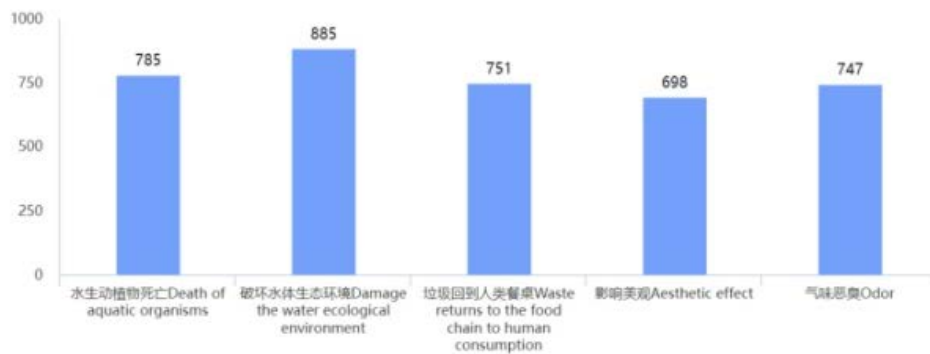 1000
885
785
751
747
698
750
500
250
0
水生动植物死亡Death of
aquatic organisms
破坏水体生态环境Damage
the water ecological
environment
垃圾回到人类餐桌Waste
returns to the food
chain to human
consumption
影响美观Aesthetic effect
气味恶臭Odor